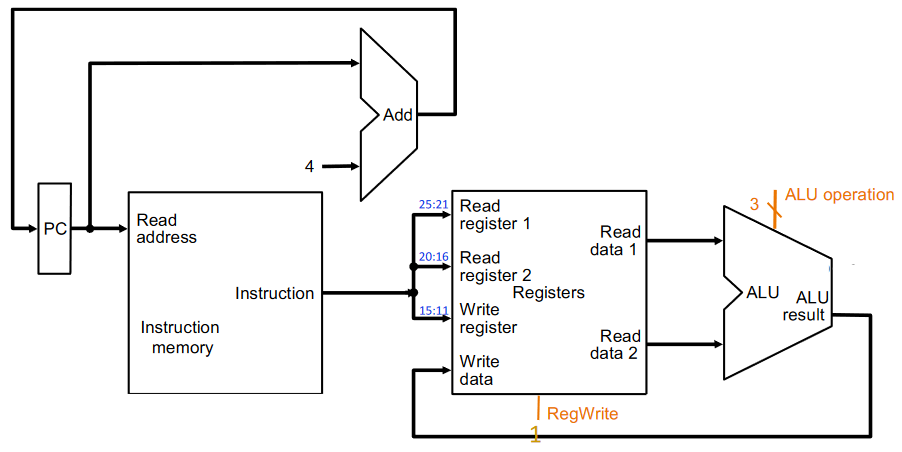 Add
4
PC
Read
address
Instruction
Instruction
memory
25:21
Read
register 1
20:16
Read
register 2
Registers
15:11
Write
register
Write
data
Read
data 1
Read
data 2
RegWrite
1
3
ALU operation
ALU
ALU
result